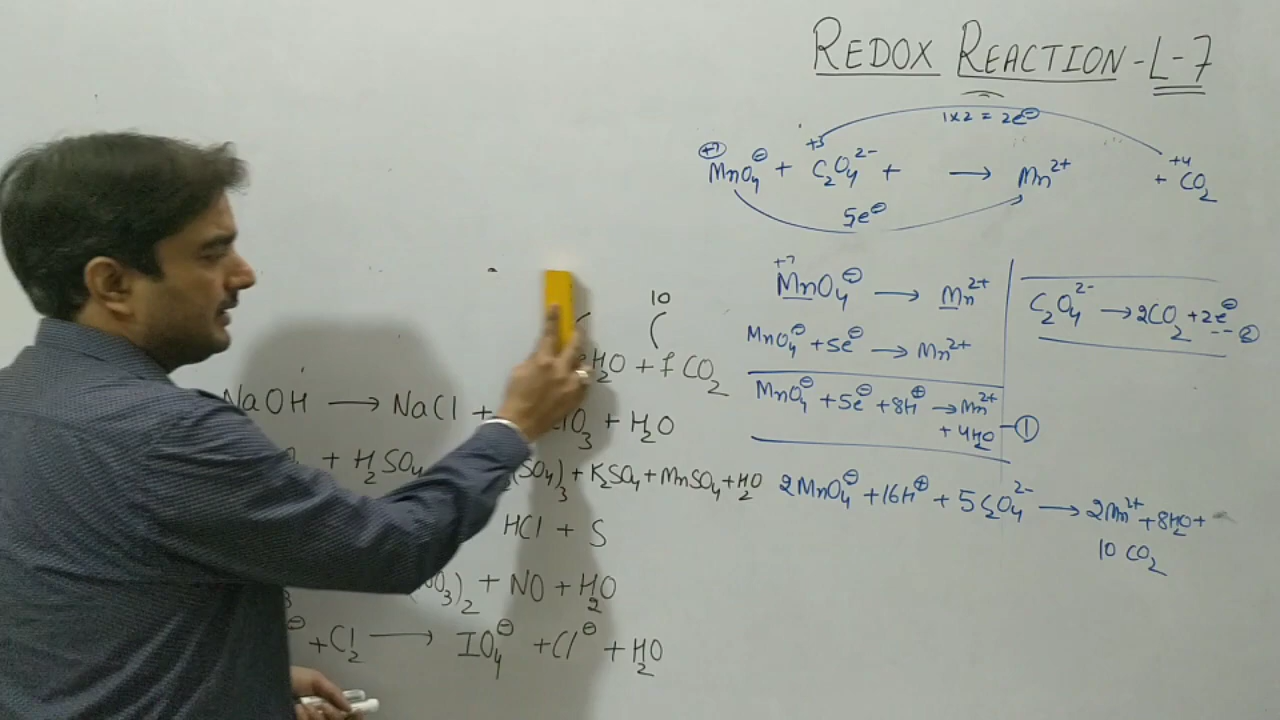 REDOX REACTION - L-7
1x2 = 2e⊖
+7 +3 +4
MnO₄⊖ + C₂O₄²⁻ + → Mn²⁺ + CO₂
5e⊖
+7
MnO₄⊖ → Mn²⁺
MnO₄⊖ + 5e⊖ → Mn²⁺
MnO₄⊖ + 5e⊖ + 8H⊕ → Mn²⁺
+ 4H₂O - ①
C₂O₄²⁻ → 2CO₂ + 2e⊖
-- ②
2MnO₄⊖ + 16H⊕ + 5C₂O₄²⁻ → 2Mn²⁺ + 8H₂O +
10 CO₂
10
H₂O + f CO₂
NaOH → NaCl + O₃ + H₂O
+ H₂SO₄ (SO₄)₃ + K₂SO₄ + MnSO₄ + H₂O
HCl + S
O₃)₂ + NO + H₂O
⊖ + Cl₂ → IO₄⊖ + Cl⊖ + H₂O